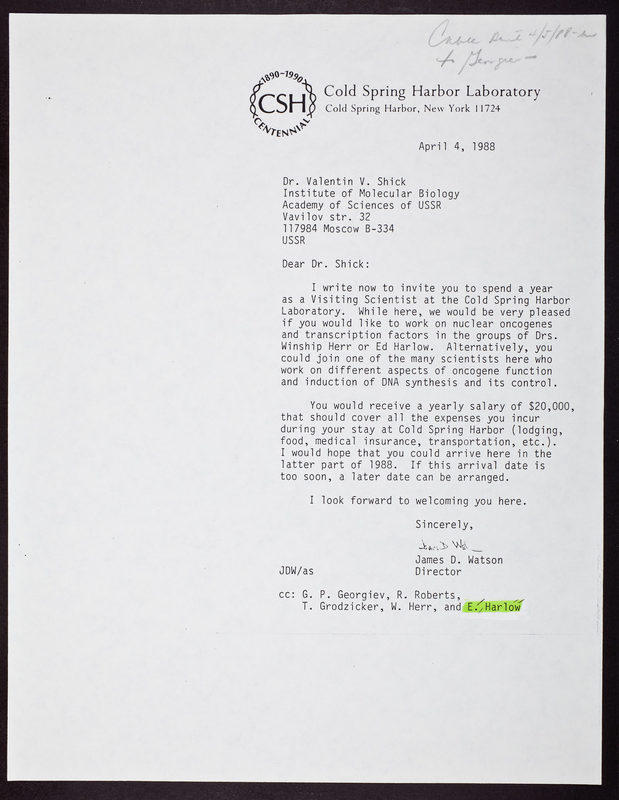 Cable sent 4/5/88
to Georgiev
1890-1990
CSH
CENTENNIAL
Cold Spring Harbor Laboratory
Cold Spring Harbor, New York 11724
April 4, 1988
Dr. Valentin V. Shick
Institute of Molecular Biology
Academy of Sciences of USSR
Vavilov str. 32
117984 Moscow B-334
USSR
Dear Dr. Shick:
I write now to invite you to spend a year
as a Visiting Scientist at the Cold Spring Harbor
Laboratory. While here, we would be very pleased
if you would like to work on nuclear oncogenes
and transcription factors in the groups of Drs.
Winship Herr or Ed Harlow. Alternatively, you
could join one of the many scientists here who
work on different aspects of oncogene function
and induction of DNA synthesis and its control.
You would receive a yearly salary of $20,000,
that should cover all the expenses you incur
during your stay at Cold Spring Harbor (lodging,
food, medical insurance, transportation, etc.).
I would hope that you could arrive here in the
latter part of 1988. If this arrival date is
too soon, a later date can be arranged.
I look forward to welcoming you here.
Sincerely,
James D. Watson
JDW/as Director
cc: G. P. Georgiev, R. Roberts,
T. Grodzicker, W. Herr, and E. Harlow